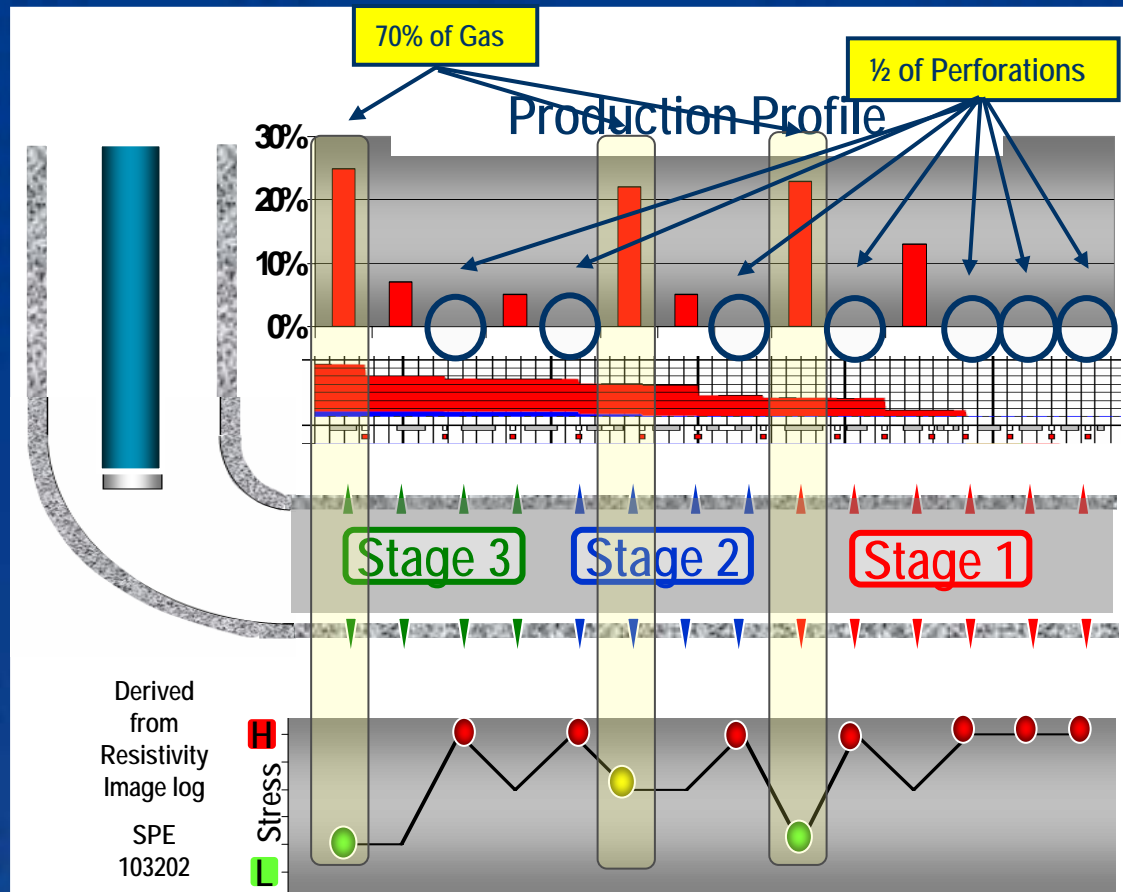 70% of Gas
½ of Perforations
Production Profile
30%
20%
10%
0%
Stage 3
Stage 2
Stage 1
Derived
from
Resistivity
Image log
SPE
103202
H
Stress
L